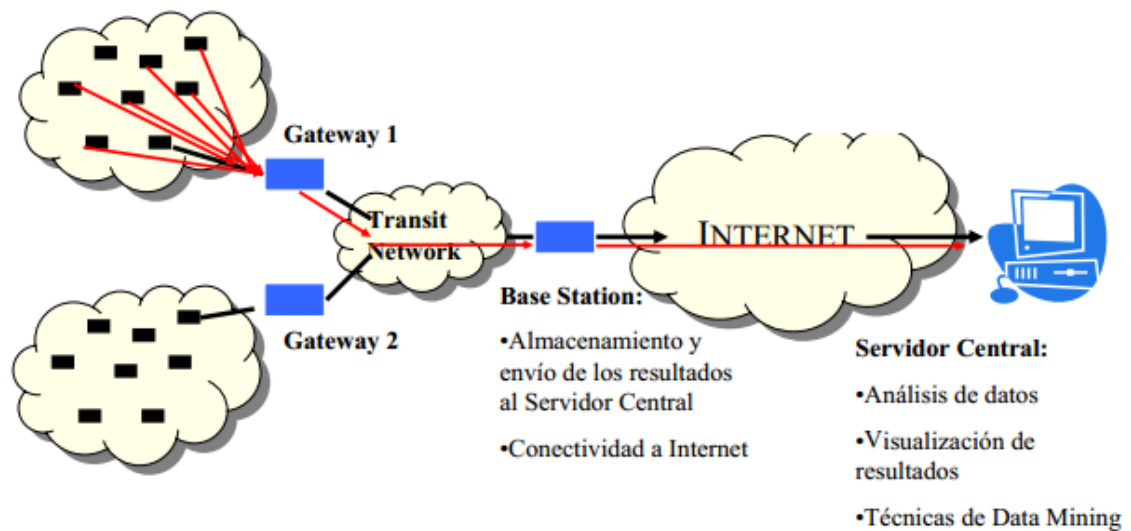 Gateway 1
Transit
Network
INTERNET
Gateway 2
Base Station:
•Almacenamiento y
envío de los resultados
al Servidor Central
•Conectividad a Internet
Servidor Central:
•Análisis de datos
•Visualización de
resultados
•Técnicas de Data Mining